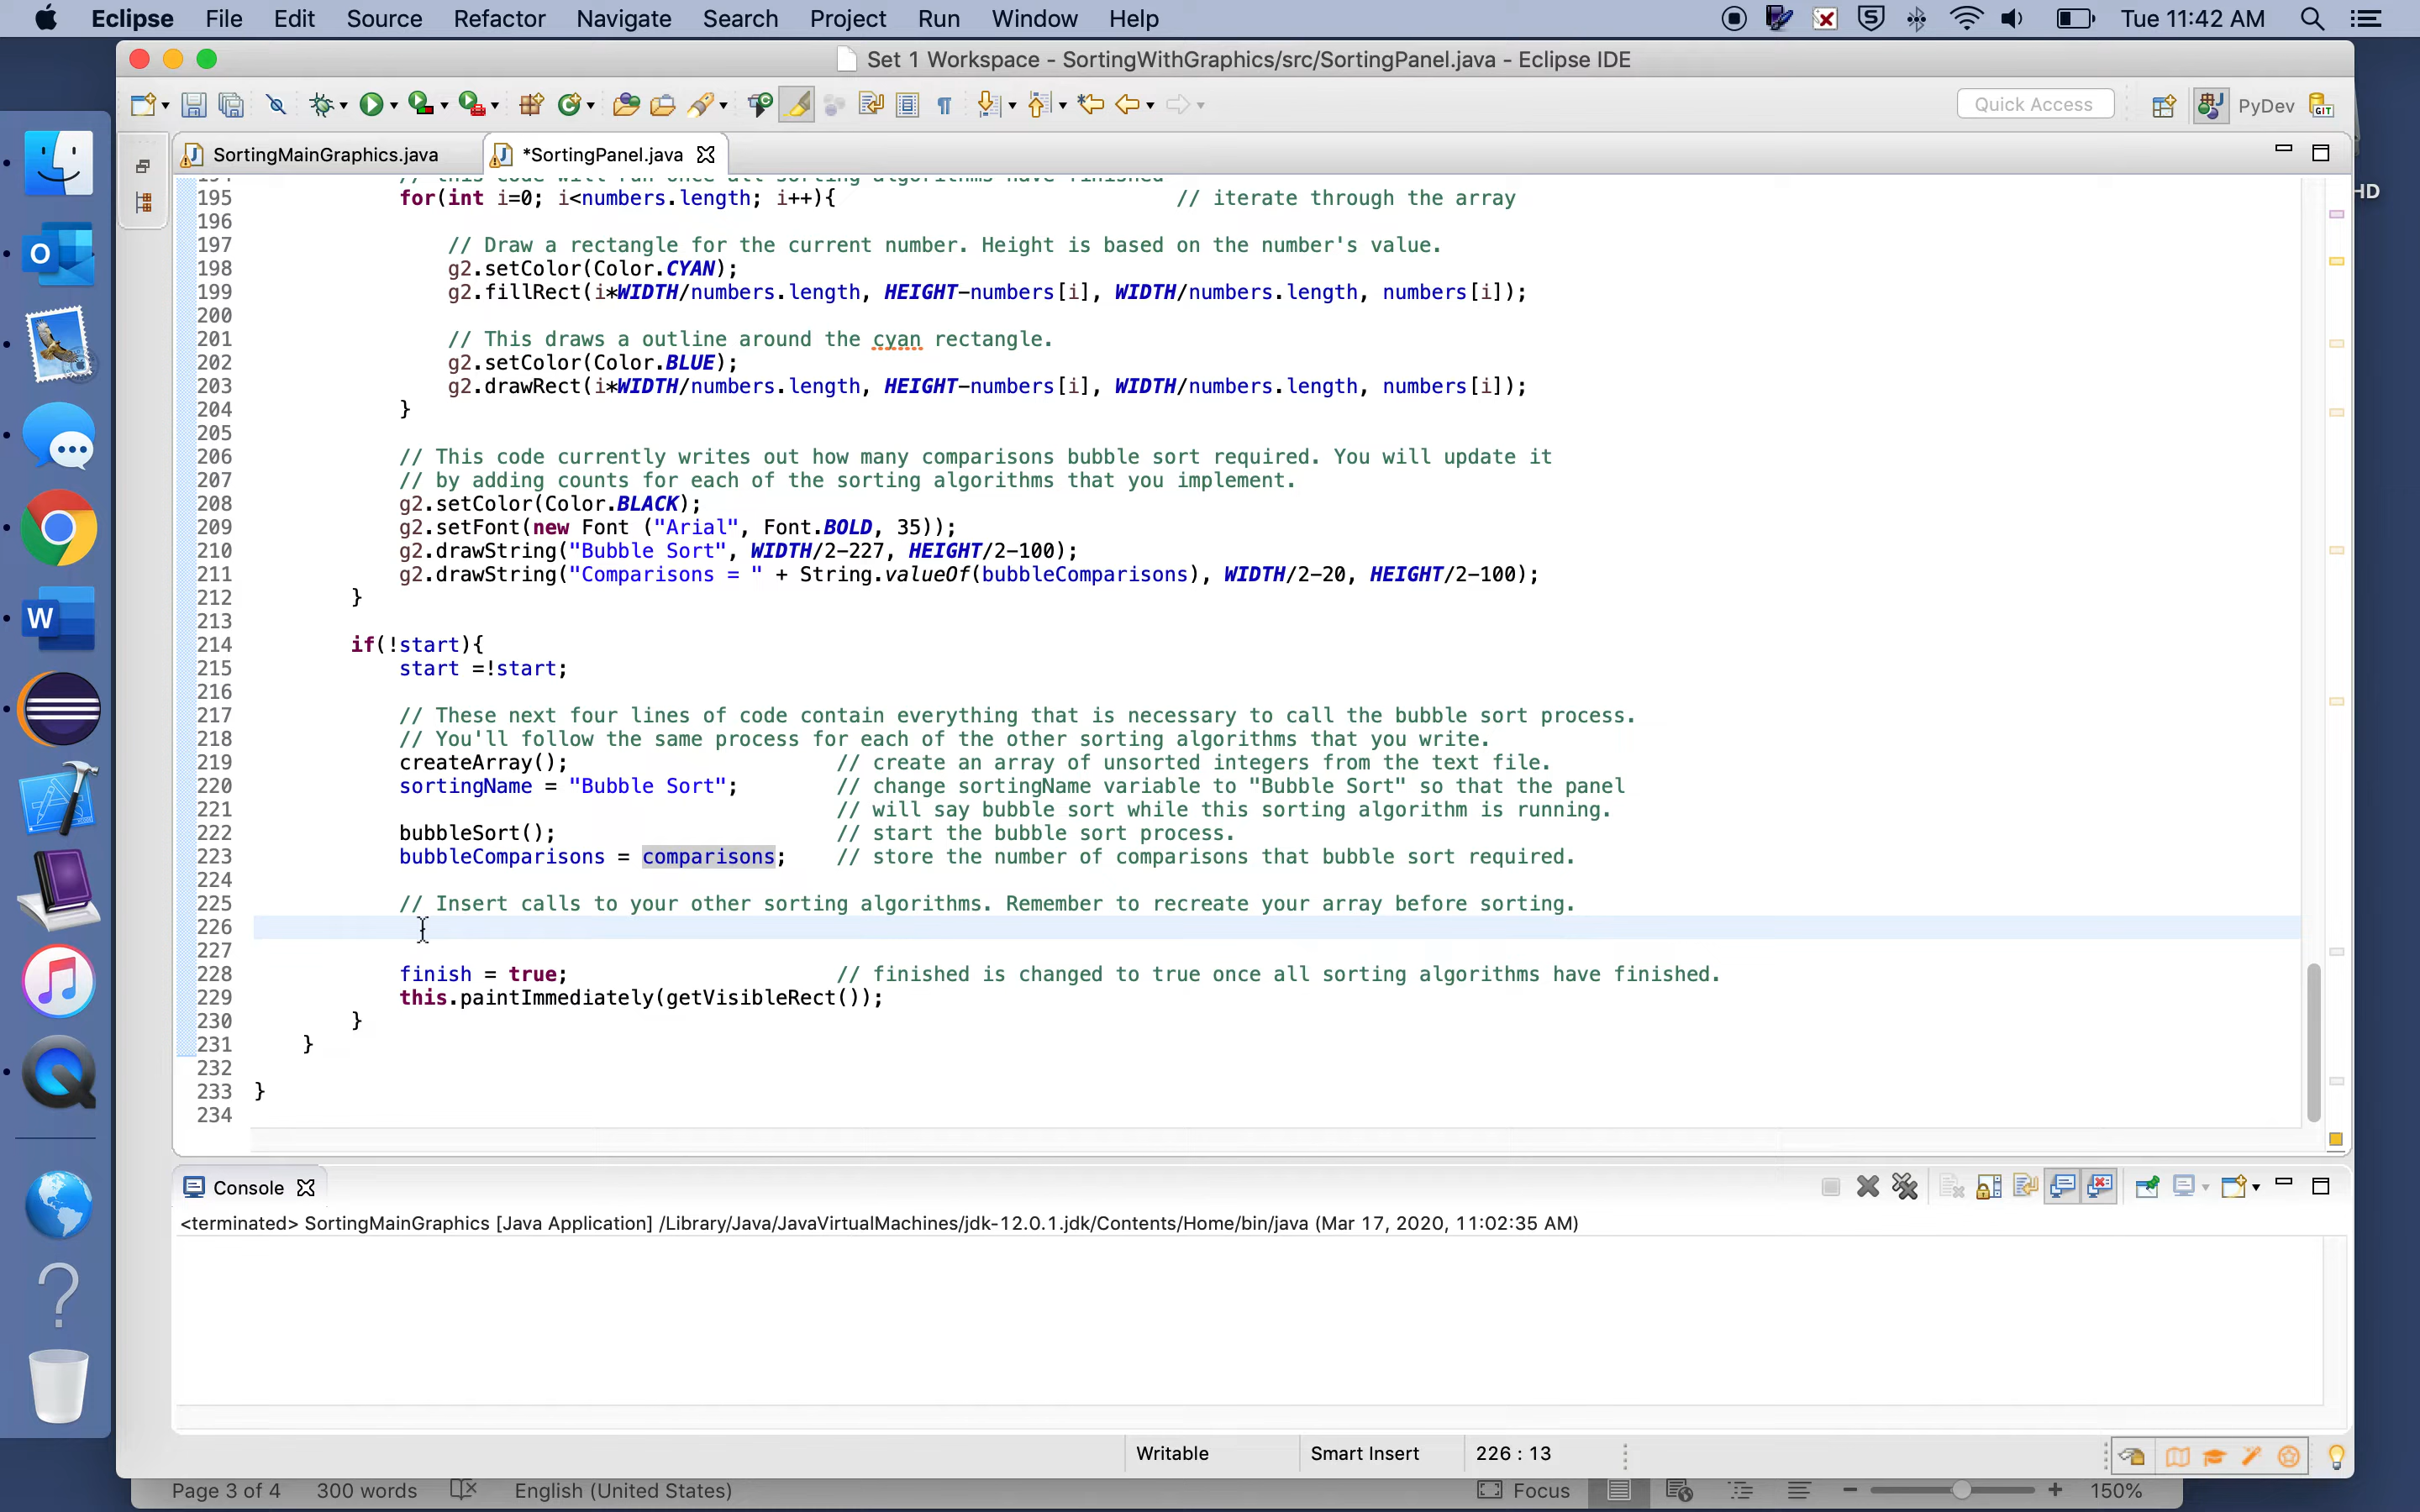 Eclipse File Edit Source Refactor Navigate Search Project Run Window Help Tue 11:42 AM
Set 1 Workspace - SortingWithGraphics/src/SortingPanel.java - Eclipse IDE
Quick Access PyDev
SortingMainGraphics.java *SortingPanel.java
HD
194 // this code will run once all sorting algorithms have finished
195 for(int i=0; i<numbers.length; i++){ // iterate through the array
196
197 // Draw a rectangle for the current number. Height is based on the number's value.
198 g2.setColor(Color.CYAN);
199 g2.fillRect(i*WIDTH/numbers.length, HEIGHT-numbers[i], WIDTH/numbers.length, numbers[i]);
200
201 // This draws a outline around the cyan rectangle.
202 g2.setColor(Color.BLUE);
203 g2.drawRect(i*WIDTH/numbers.length, HEIGHT-numbers[i], WIDTH/numbers.length, numbers[i]);
204 }
205
206 // This code currently writes out how many comparisons bubble sort required. You will update it
207 // by adding counts for each of the sorting algorithms that you implement.
208 g2.setColor(Color.BLACK);
209 g2.setFont(new Font ("Arial", Font.BOLD, 35));
210 g2.drawString("Bubble Sort", WIDTH/2-227, HEIGHT/2-100);
211 g2.drawString("Comparisons = " + String.valueOf(bubbleComparisons), WIDTH/2-20, HEIGHT/2-100);
212 }
213
214 if(!start){
215 start =!start;
216
217 // These next four lines of code contain everything that is necessary to call the bubble sort process.
218 // You'll follow the same process for each of the other sorting algorithms that you write.
219 createArray(); // create an array of unsorted integers from the text file.
220 sortingName = "Bubble Sort"; // change sortingName variable to "Bubble Sort" so that the panel
221 // will say bubble sort while this sorting algorithm is running.
222 bubbleSort(); // start the bubble sort process.
223 bubbleComparisons = comparisons; // store the number of comparisons that bubble sort required.
224
225 // Insert calls to your other sorting algorithms. Remember to recreate your array before sorting.
226
227
228 finish = true; // finished is changed to true once all sorting algorithms have finished.
229 this.paintImmediately(getVisibleRect());
230 }
231 }
232
233 }
234
Console
<terminated> SortingMainGraphics [Java Application] /Library/Java/JavaVirtualMachines/jdk-12.0.1.jdk/Contents/Home/bin/java (Mar 17, 2020, 11:02:35 AM)
Writable Smart Insert 226 : 13
Page 3 of 4 300 words English (United States) Focus 150%